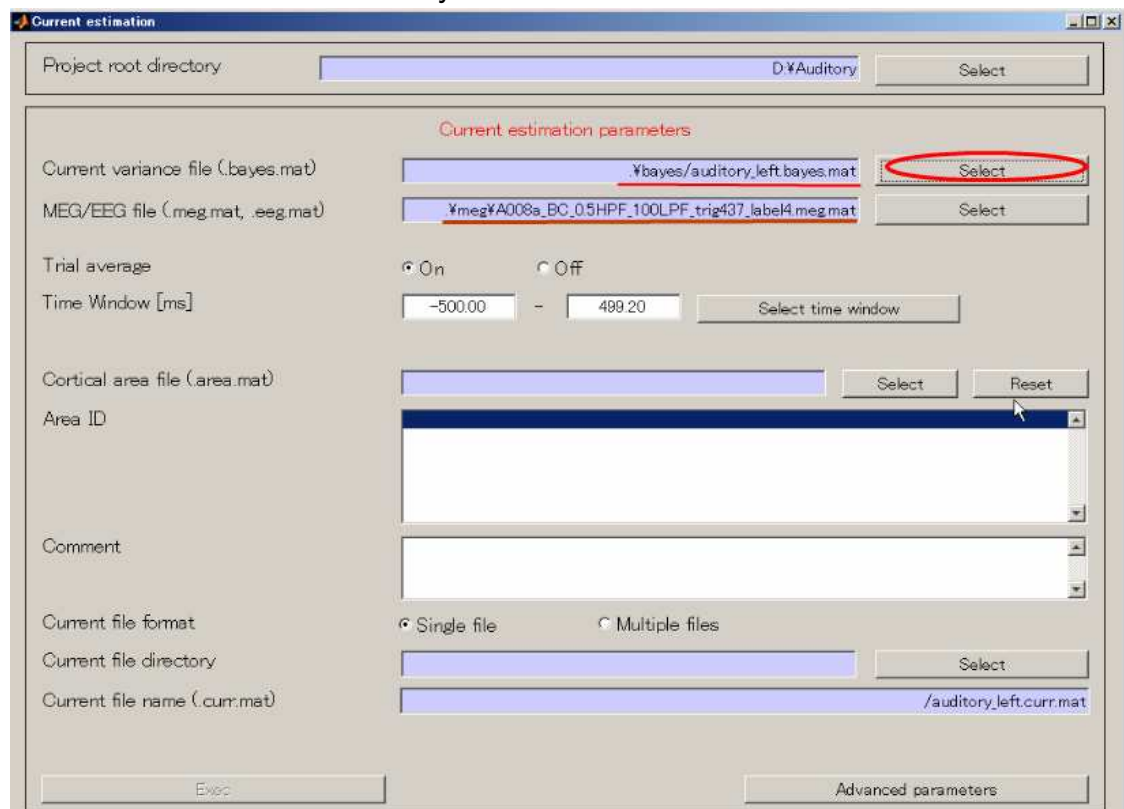 Current estimation
Project root directory D:¥Auditory Select
Current estimation parameters
Current variance file (.bayes.mat) .¥bayes/auditory_left.bayes.mat Select
MEG/EEG file (.meg.mat, .eeg.mat) .¥meg¥A008a_BC_0.5HPF_100LPF_trig437_label4.meg.mat Select
Trial average On Off
Time Window [ms] -500.00 - 499.20 Select time window
Cortical area file (.area.mat) Select Reset
Area ID
Comment
Current file format Single file Multiple files
Current file directory Select
Current file name (.curr.mat) /auditory_left.curr.mat
Exec Advanced parameters